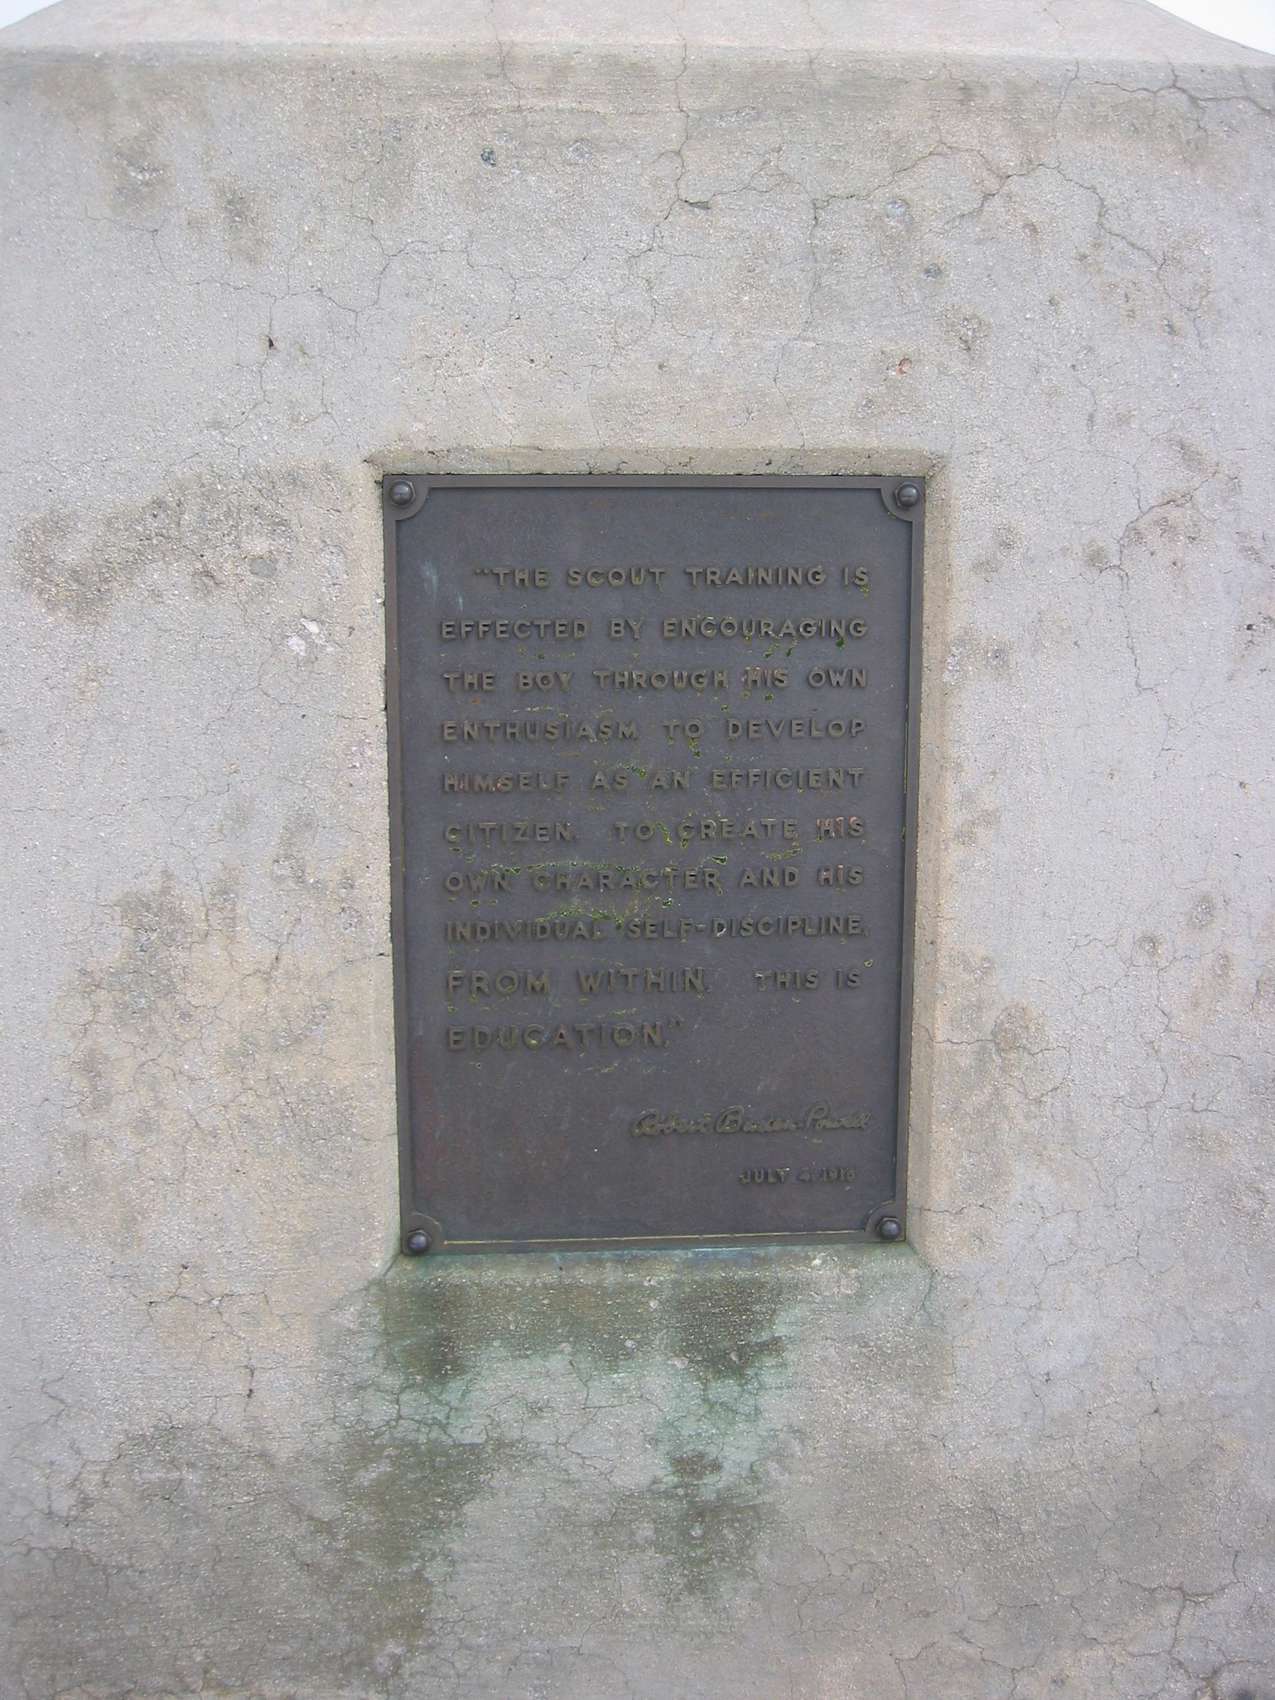 "THE SCOUT TRAINING IS
EFFECTED BY ENCOURAGING
THE BOY THROUGH HIS OWN
ENTHUSIASM TO DEVELOP
HIMSELF AS AN EFFICIENT
CITIZEN. TO CREATE HIS
OWN CHARACTER AND HIS
INDIVIDUAL SELF-DISCIPLINE,
FROM WITHIN. THIS IS
EDUCATION."
Robert Baden-Powell
JULY 4, 1916